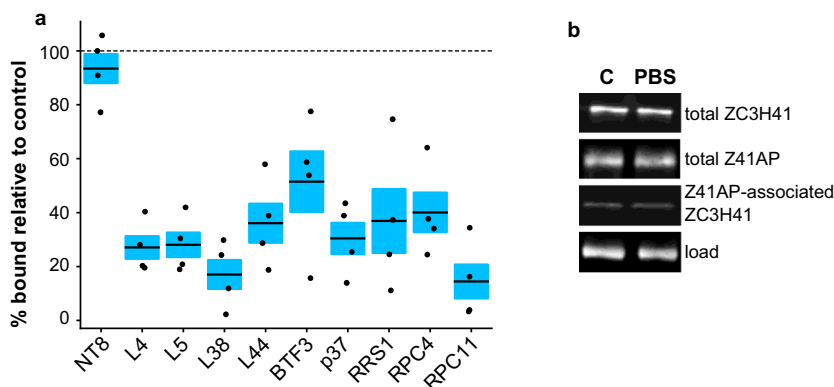 a
% bound relative to control
100
80
60
40
20
0
NT8
L4
L5
L38
L44
BTF3
p37
RRS1
RPC4
RPC11
b
C PBS
total ZC3H41
total Z41AP
Z41AP-associated
ZC3H41
load